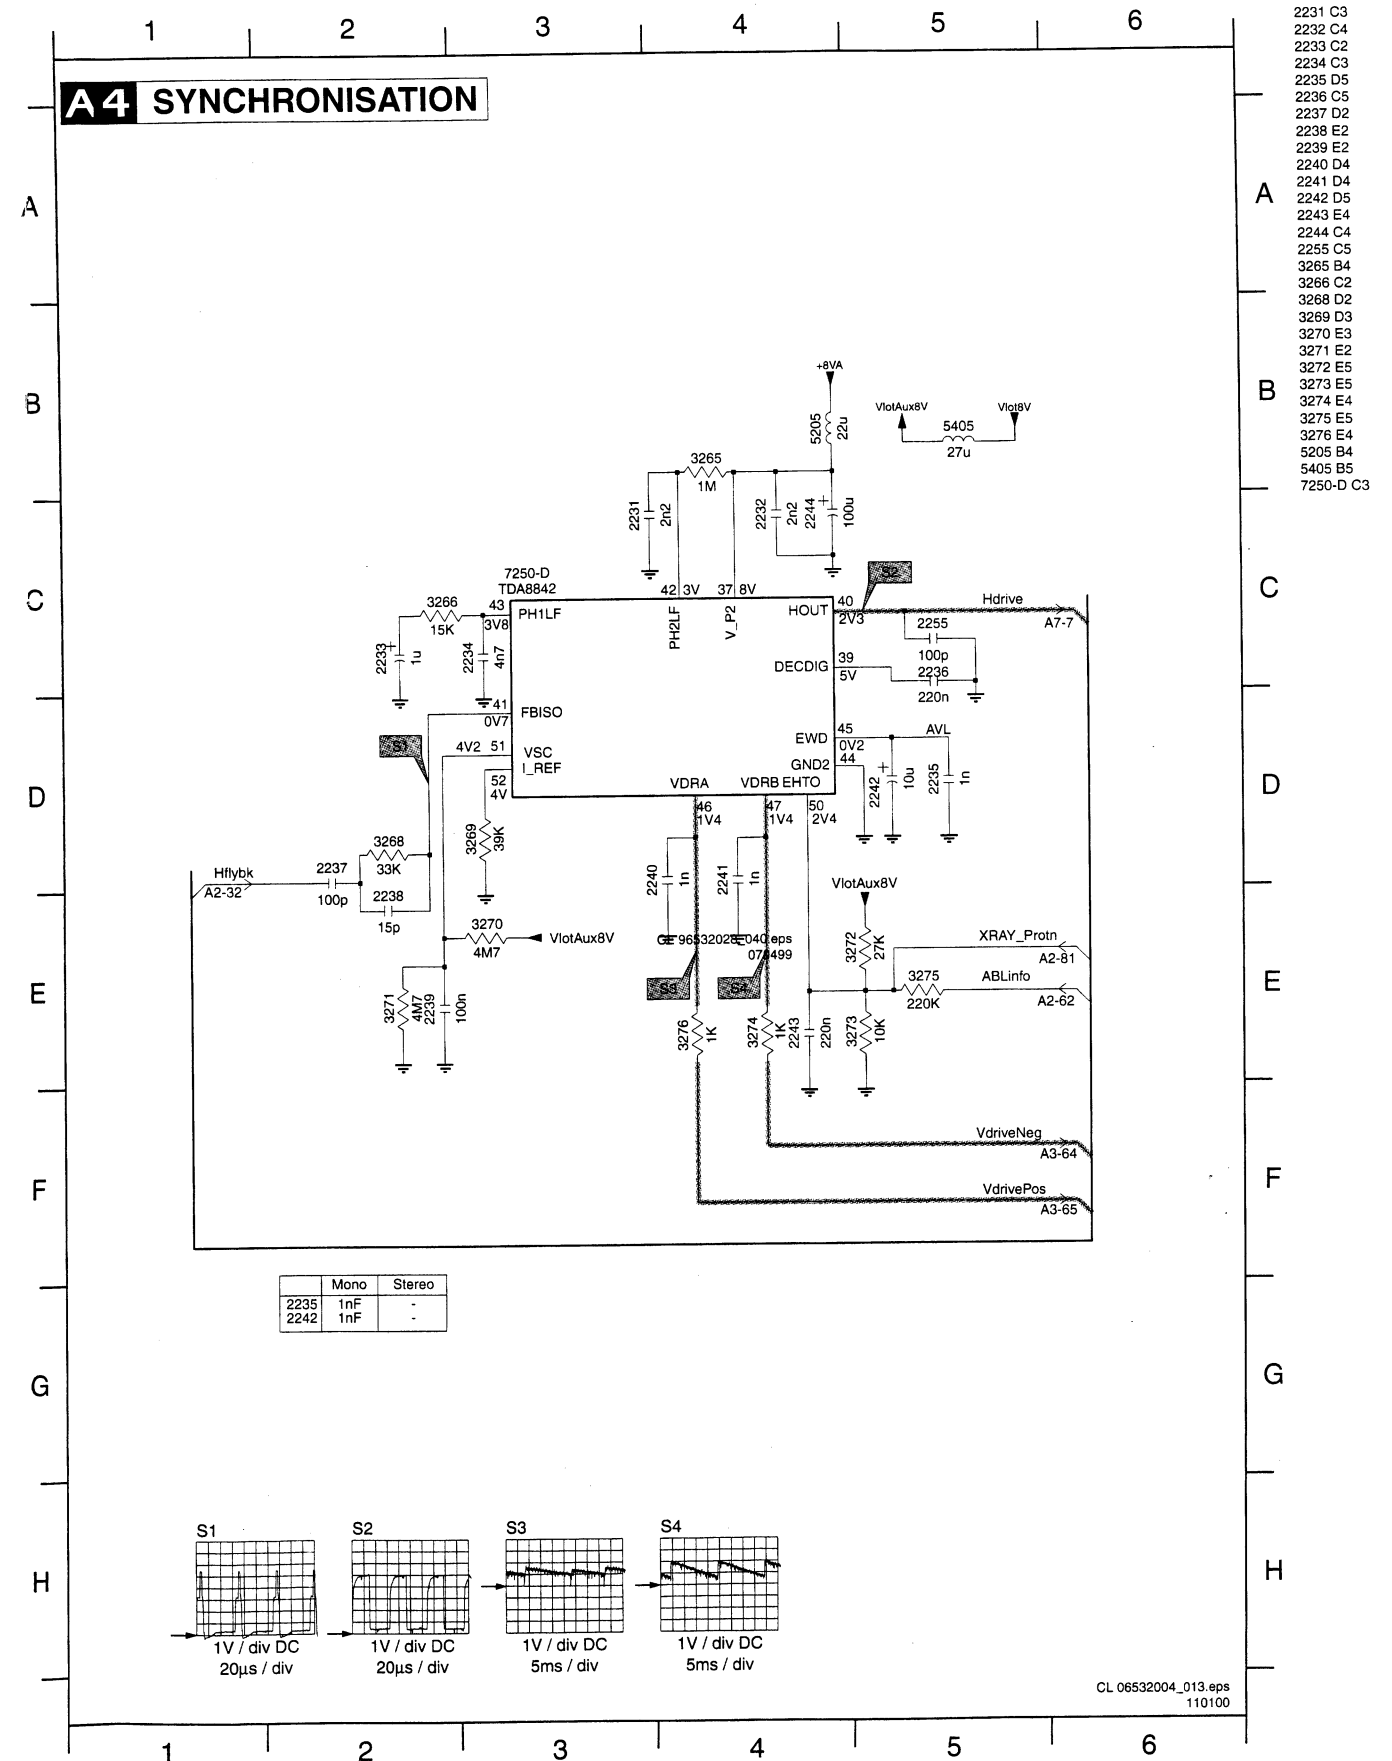 1 2 3 4 5 6
A4 SYNCHRONISATION
2231 C3
2232 C4
2233 C2
2234 C3
2235 D5
2236 C5
2237 D2
2238 E2
2239 E2
2240 D4
2241 D4
2242 D5
2243 E4
2244 C4
2255 C5
3265 B4
3266 C2
3268 D2
3269 D3
3270 E3
3271 E2
3272 E5
3273 E5
3274 E4
3275 E5
3276 E4
5205 B4
5405 B5
7250-D C3
A A
B B
C C
D D
E E
F F
G G
H H
+8VA
5205
22u
VlotAux8V
Vlot8V
5405
27u
3265
1M
2231
2n2
2232
2n2
2244
+
100u
7250-D
TDA8842
42 3V
37 8V
3266
15K
43
3V8
PH1LF
PH2LF
V_P2
HOUT
40
2V3
S2
Hdrive
A7-7
2233
+
1u
2234
4n7
2255
100p
DECDIG
39
5V
2236
220n
41
0V7
FBISO
S1
4V2 51
VSC
I_REF
52
4V
EWD
45
0V2
AVL
GND2
44
2242
+
10u
2235
1n
VDRA
VDRB EHTO
46
1V4
47
1V4
50
2V4
3269
39K
3268
33K
Hflybk
A2-32
2237
100p
2238
15p
2240
1n
2241
1n
VlotAux8V
3270
4M7
VlotAux8V
3272
27K
XRAY_Protn
A2-81
ABLinfo
A2-62
3275
220K
S3
S4
3271
4M7
2239
100n
3276
1K
3274
1K
2243
220n
3273
10K
VdriveNeg
A3-64
VdrivePos
A3-65
Mono Stereo
2235 1nF -
2242 1nF -
S1
1V / div DC
20µs / div
S2
1V / div DC
20µs / div
S3
1V / div DC
5ms / div
S4
1V / div DC
5ms / div
CL 06532004_013.eps
110100
1 2 3 4 5 6